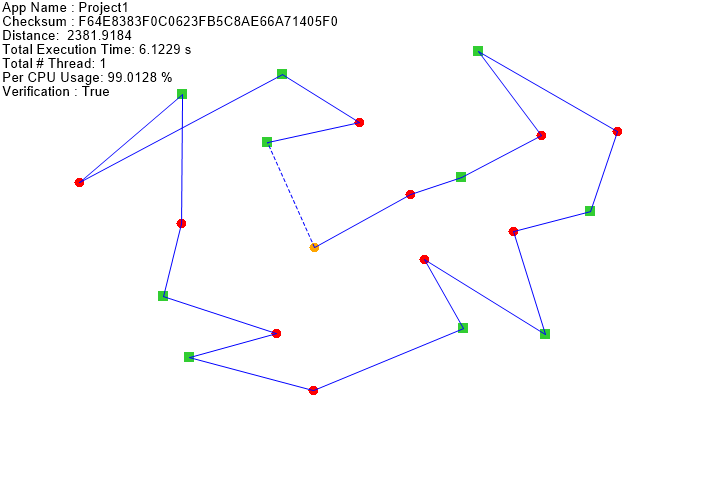 App Name : Project1
Checksum : F64E8383F0C0623FB5C8AE66A71405F0
Distance:  2381.9184
Total Execution Time: 6.1229 s
Total # Thread: 1
Per CPU Usage: 99.0128 %
Verification : True